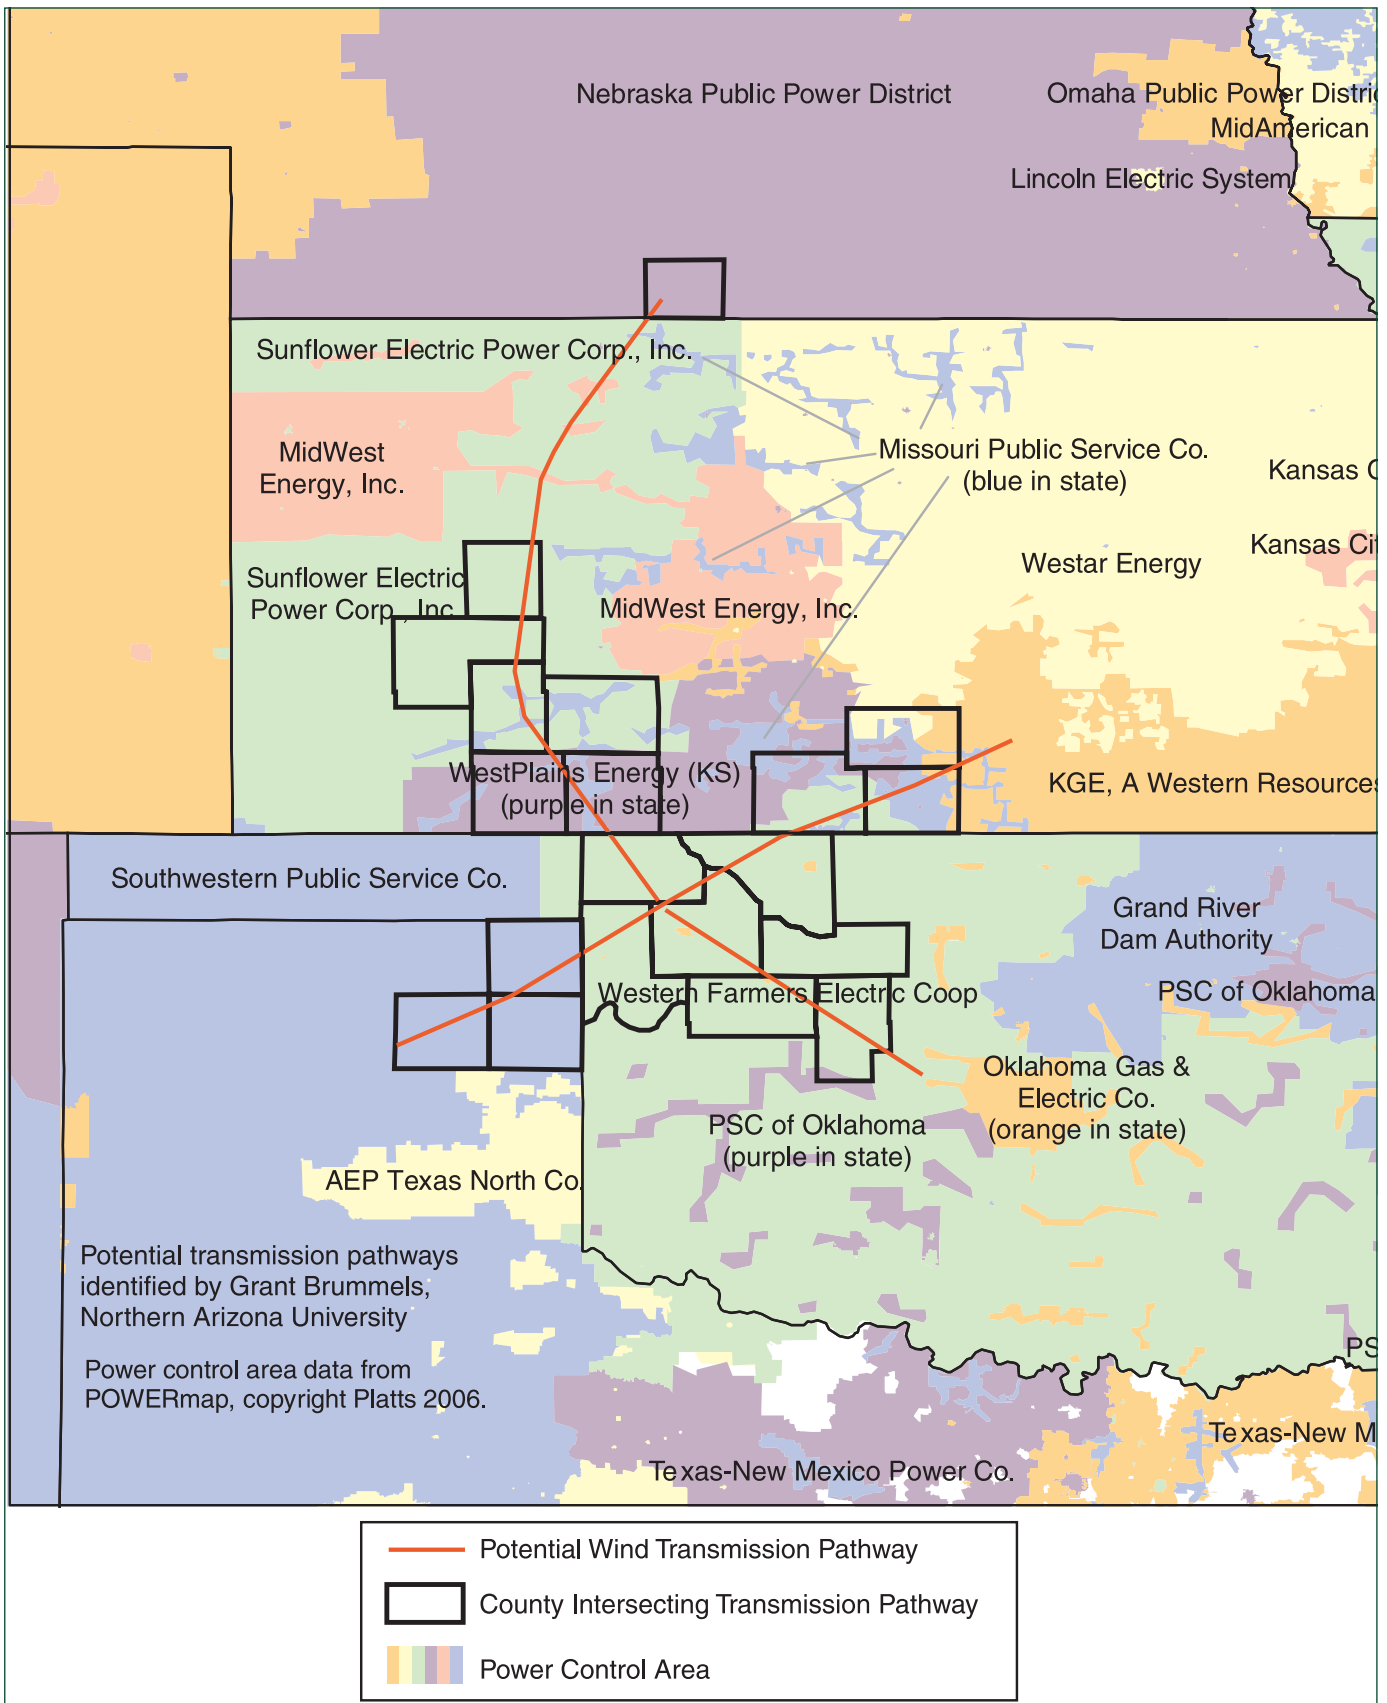 Nebraska Public Power District
Omaha Public Power Distric
MidAmerican
Lincoln Electric System
Sunflower Electric Power Corp., Inc.
MidWest
Energy, Inc.
Missouri Public Service Co.
(blue in state)
Kansas C
Kansas Cit
Westar Energy
Sunflower Electric
Power Corp., Inc
MidWest Energy, Inc.
WestPlains Energy (KS)
(purple in state)
KGE, A Western Resources
Southwestern Public Service Co.
Grand River
Dam Authority
PSC of Oklahoma
Western Farmers Electric Coop
Oklahoma Gas &
Electric Co.
(orange in state)
PSC of Oklahoma
(purple in state)
AEP Texas North Co.
Potential transmission pathways
identified by Grant Brummels,
Northern Arizona University
Power control area data from
POWERmap, copyright Platts 2006.
PS
Texas-New M
Texas-New Mexico Power Co.
Potential Wind Transmission Pathway
County Intersecting Transmission Pathway
Power Control Area